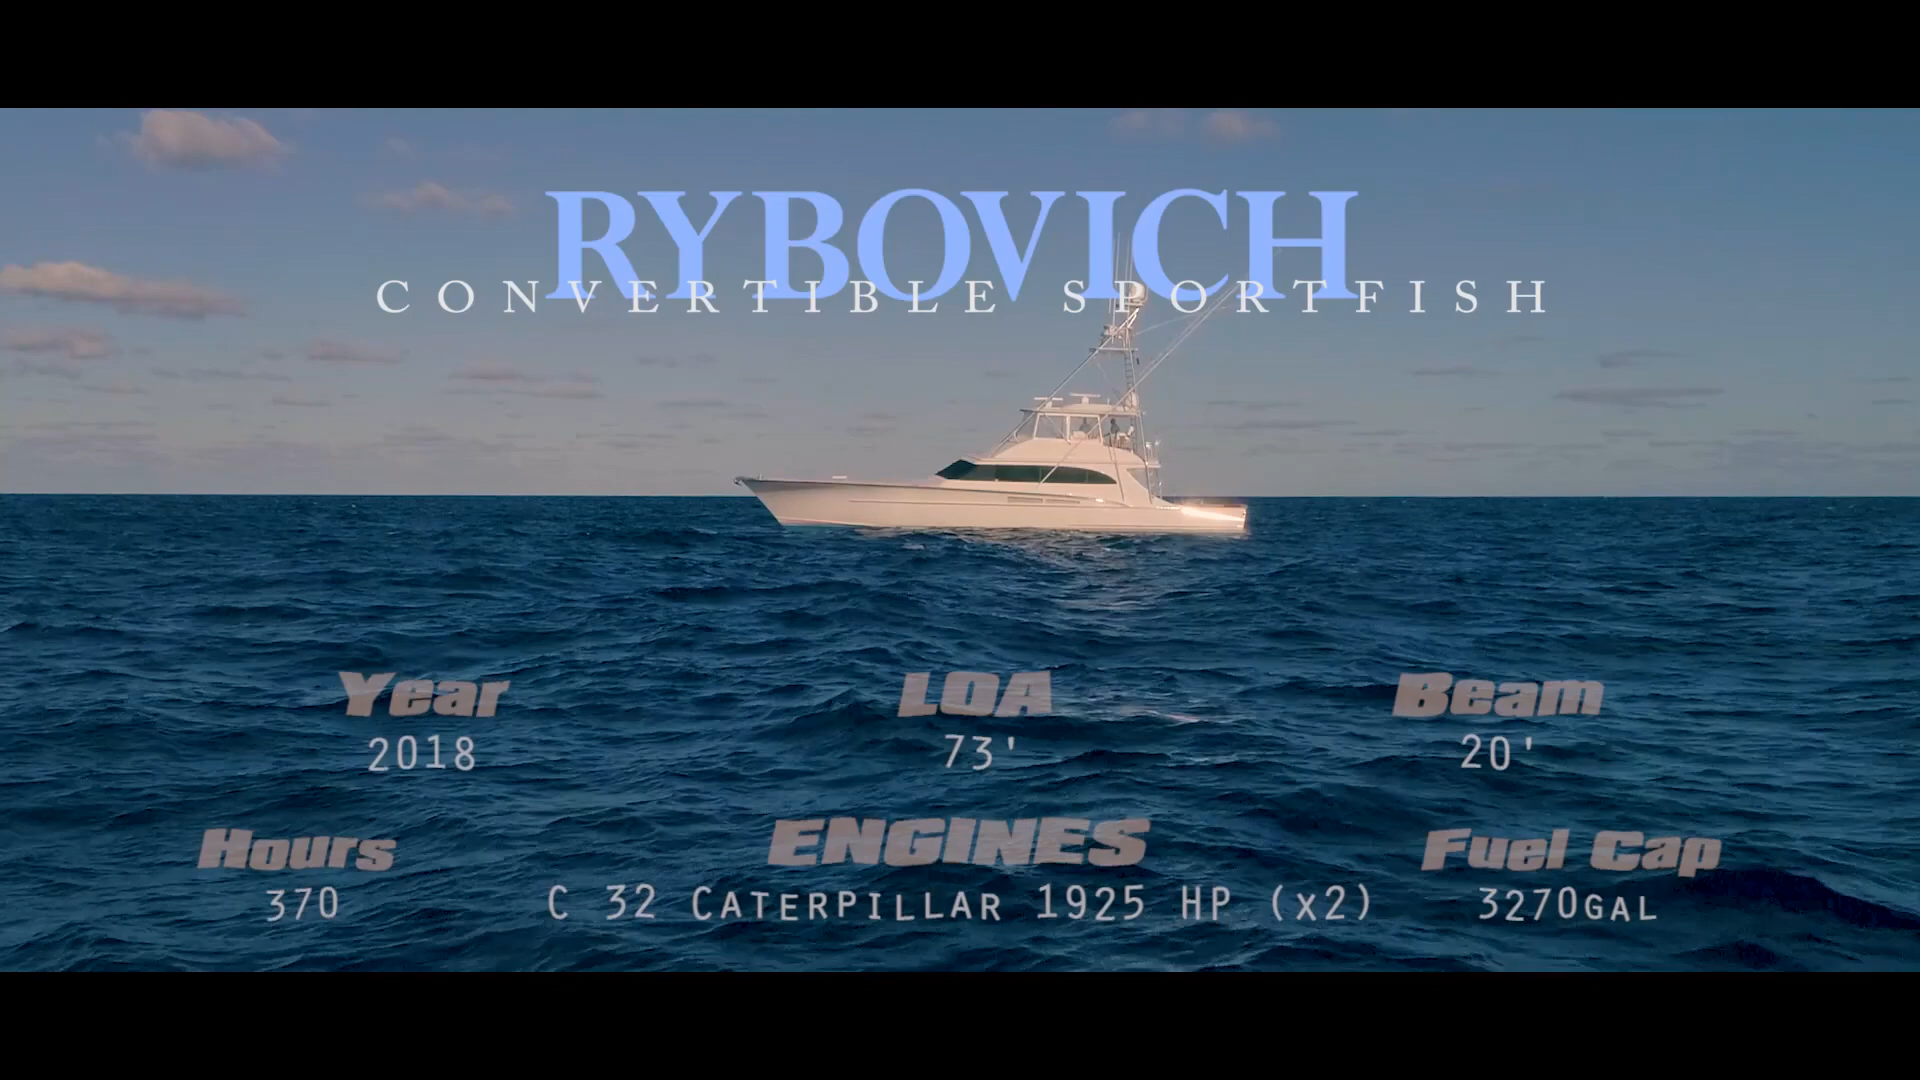 RYBOVICH
CONVERTIBLE SPORTFISH
Year
2018
LOA
73'
Beam
20'
Hours
370
ENGINES
C 32 CATERPILLAR 1925 HP (x2)
Fuel Cap
3270GAL